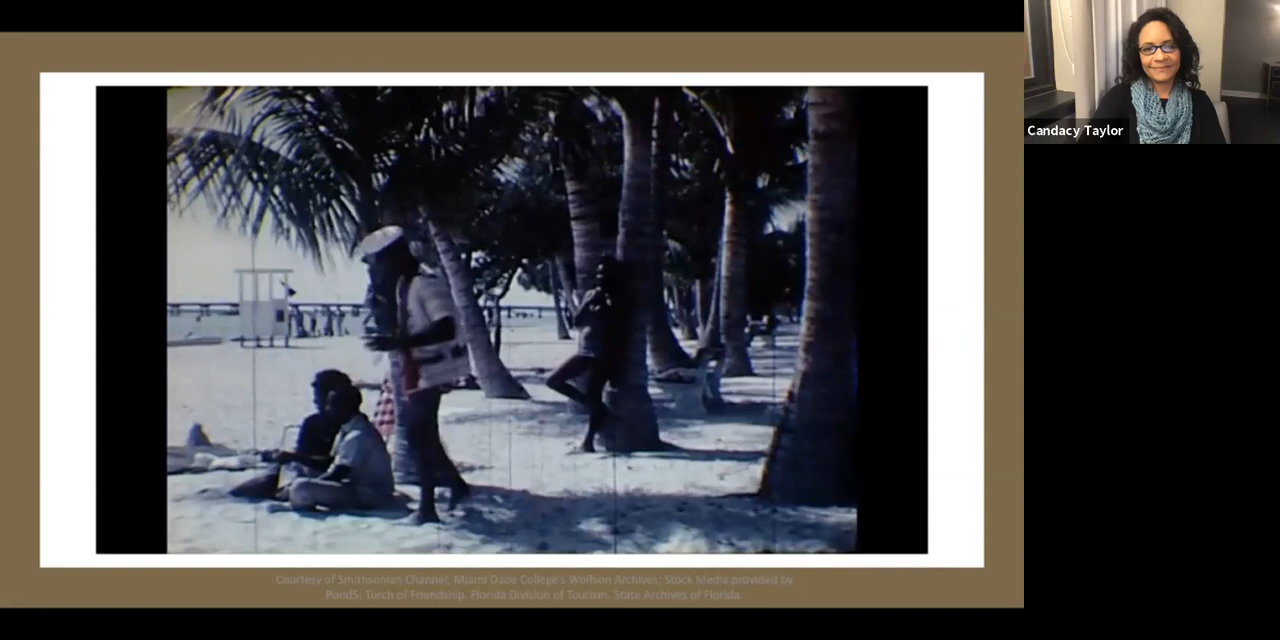 Candacy Taylor
Courtesy of Smithsonian Channel; Miami Dade College's Wolfson Archives; Stock Media provided by
Pond5; Torch of Friendship. Florida Division of Tourism. State Archives of Florida.